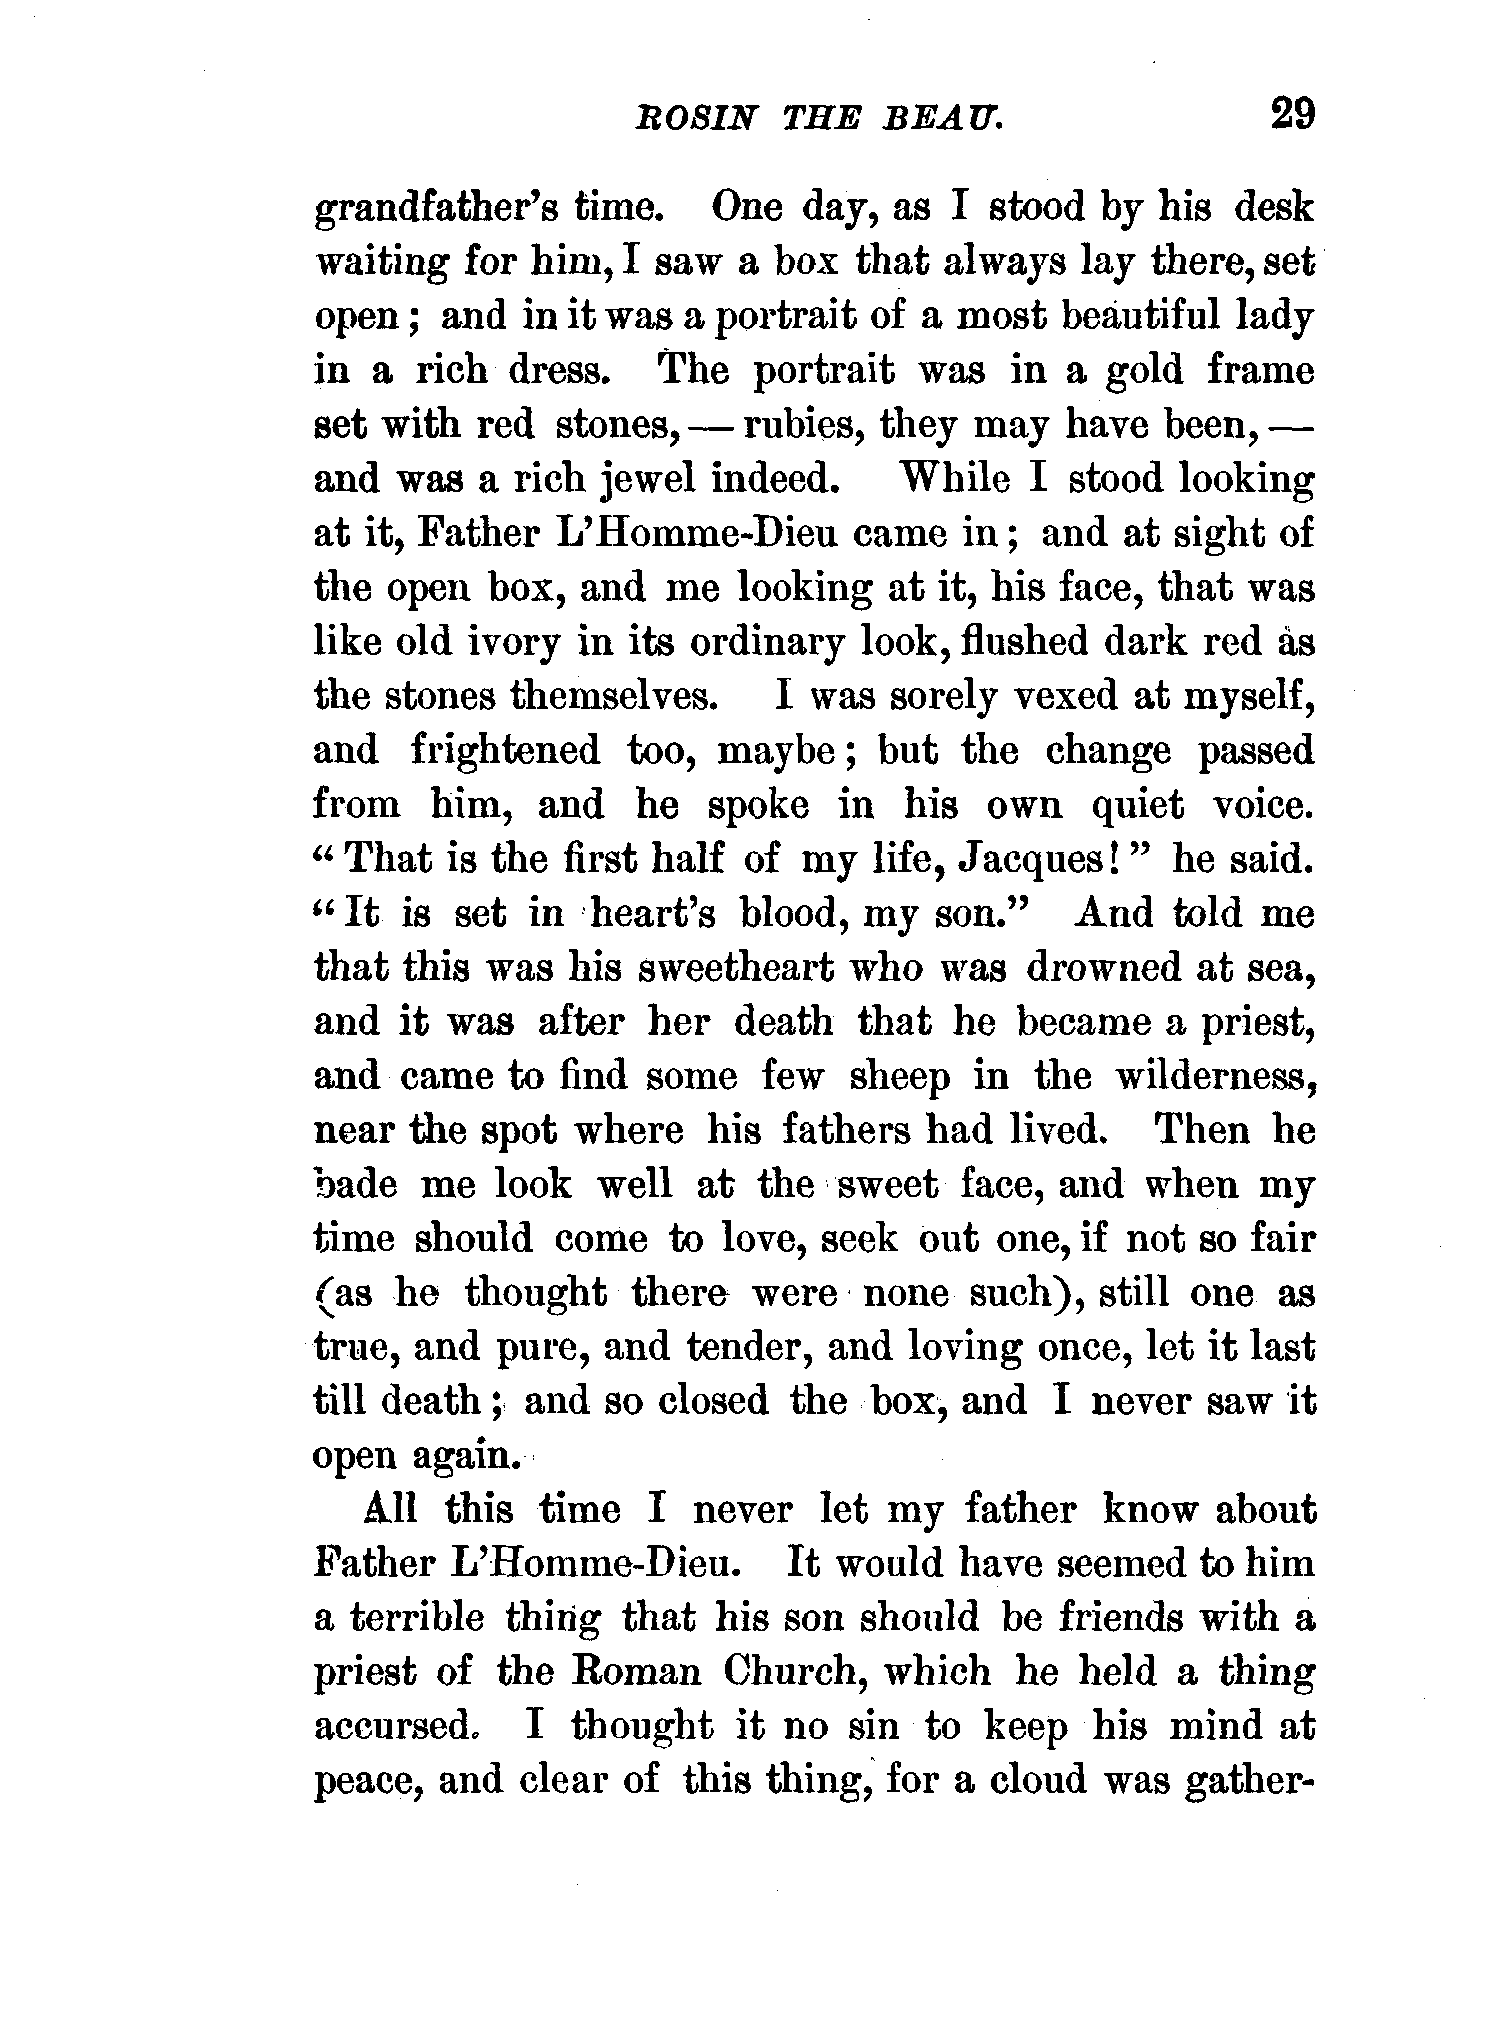 ROSIN THE BEAU. 29
grandfather's time. One day, as I stood by his desk
waiting for him, I saw a box that always lay there, set
open; and in it was a portrait of a most beautiful lady
in a rich dress. The portrait was in a gold frame
set with red stones,—rubies, they may have been,—
and was a rich jewel indeed. While I stood looking
at it, Father L'Homme-Dieu came in; and at sight of
the open box, and me looking at it, his face, that was
like old ivory in its ordinary look, flushed dark red as
the stones themselves. I was sorely vexed at myself,
and frightened too, maybe; but the change passed
from him, and he spoke in his own quiet voice.
"That is the first half of my life, Jacques!" he said.
"It is set in heart's blood, my son." And told me
that this was his sweetheart who was drowned at sea,
and it was after her death that he became a priest,
and came to find some few sheep in the wilderness,
near the spot where his fathers had lived. Then he
bade me look well at the sweet face, and when my
time should come to love, seek out one, if not so fair
(as he thought there were none such), still one as
true, and pure, and tender, and loving once, let it last
till death; and so closed the box, and I never saw it
open again.
All this time I never let my father know about
Father L'Homme-Dieu. It would have seemed to him
a terrible thing that his son should be friends with a
priest of the Roman Church, which he held a thing
accursed. I thought it no sin to keep his mind at
peace, and clear of this thing, for a cloud was gather-